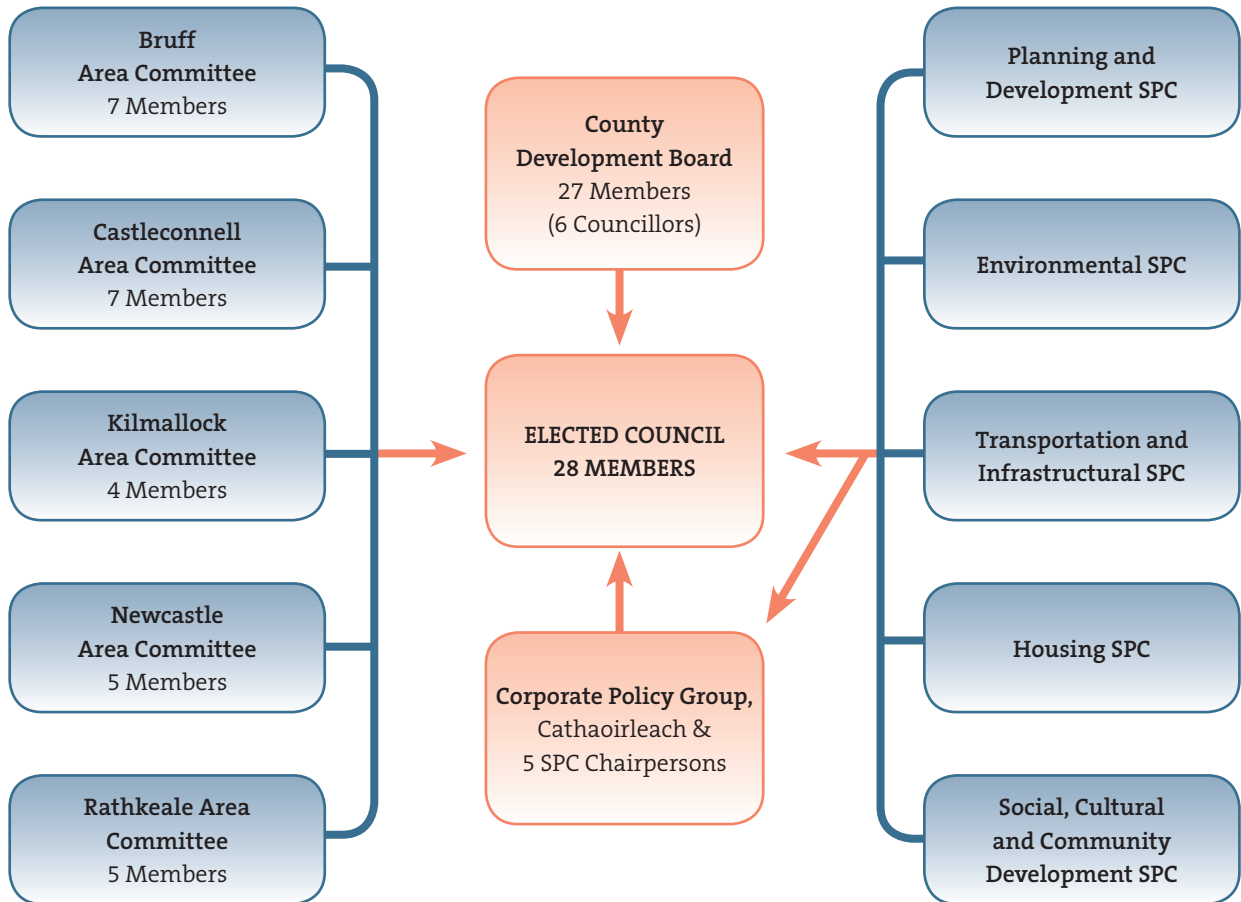 Bruff
Area Committee
7 Members
Castleconnell
Area Committee
7 Members
Kilmallock
Area Committee
4 Members
Newcastle
Area Committee
5 Members
Rathkeale Area
Committee
5 Members
County
Development Board
27 Members
(6 Councillors)
ELECTED COUNCIL
28 MEMBERS
Corporate Policy Group,
Cathaoirleach &
5 SPC Chairpersons
Planning and
Development SPC
Environmental SPC
Transportation and
Infrastructural SPC
Housing SPC
Social, Cultural
and Community
Development SPC